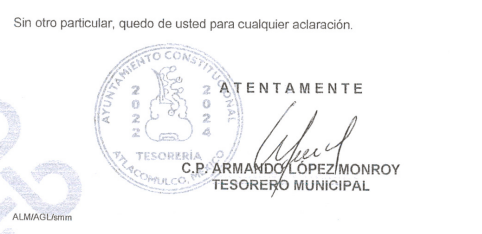 Sin otro particular, quedo de usted para cualquier aclaración.
AYUNTAMIENTO CONSTITUCIONAL
2022 2024
TESORERÍA
ATLACOMULCO, MÉXICO
ATENTAMENTE
C.P. ARMANDO LÓPEZ MONROY
TESORERO MUNICIPAL
ALM/AGL/smm